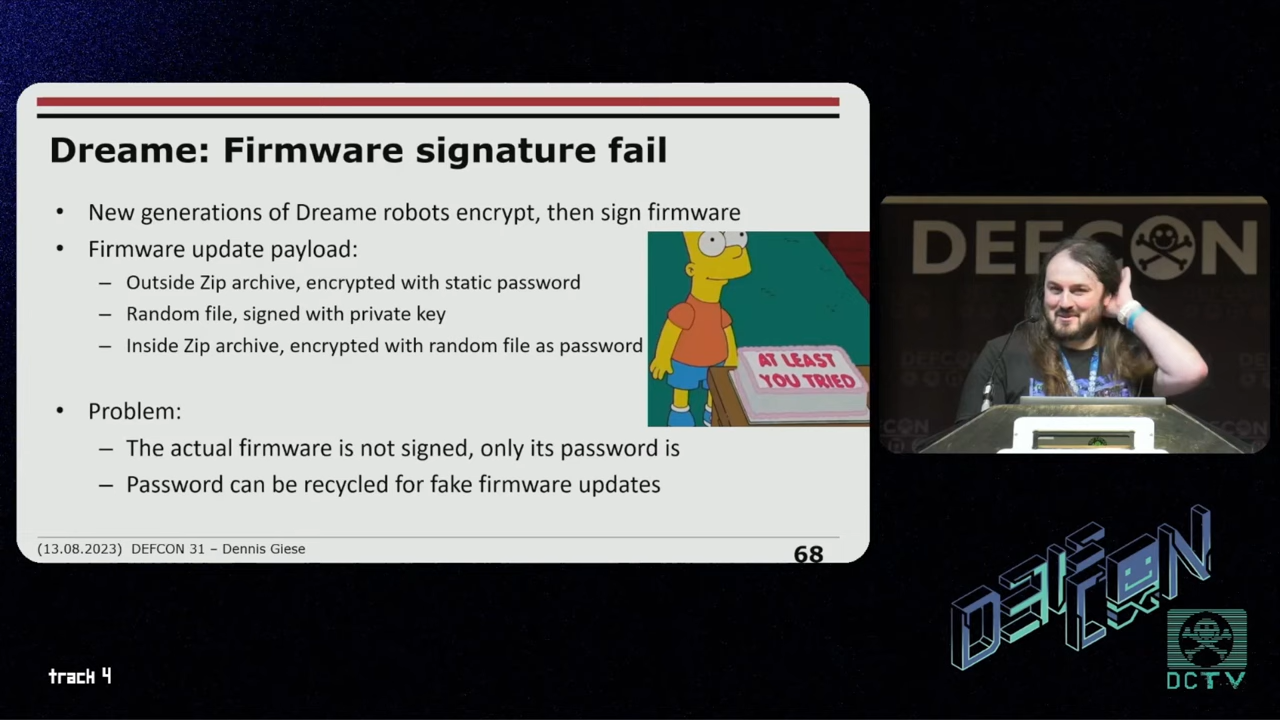 Dreame: Firmware signature fail
• New generations of Dreame robots encrypt, then sign firmware
• Firmware update payload:
– Outside Zip archive, encrypted with static password
– Random file, signed with private key
– Inside Zip archive, encrypted with random file as password
AT LEAST
YOU TRIED
• Problem:
– The actual firmware is not signed, only its password is
– Password can be recycled for fake firmware updates
(13.08.2023) DEFCON 31 – Dennis Giese
68
DEFCON
DEFCON
DCTV
track 4